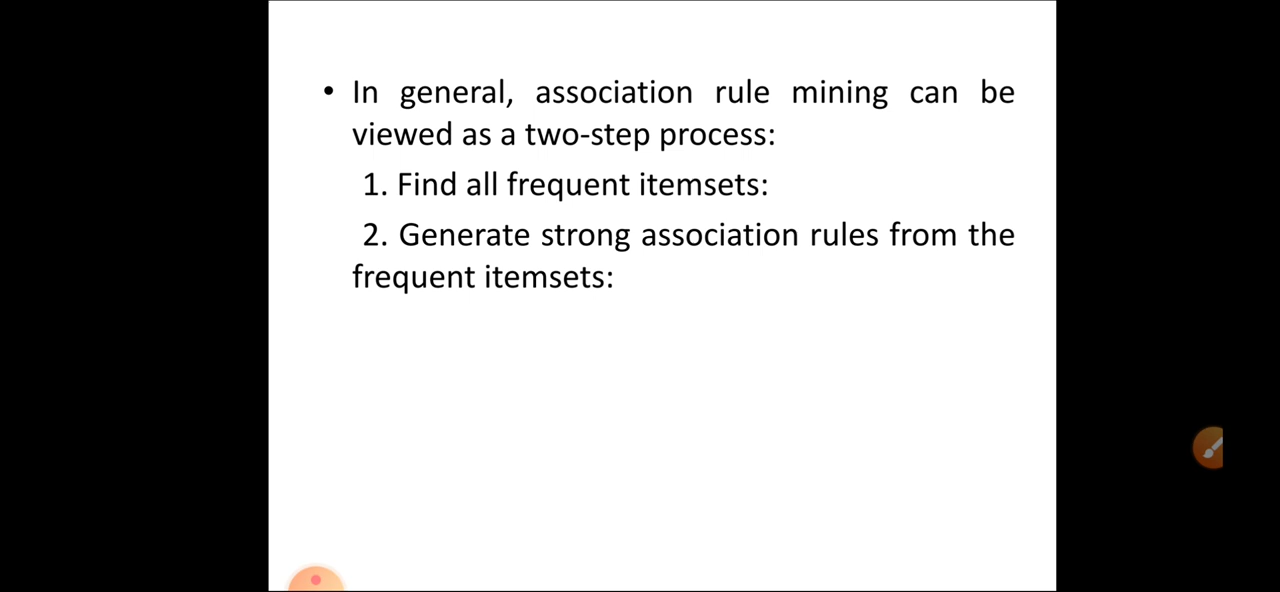 • In general, association rule mining can be
viewed as a two-step process:
1. Find all frequent itemsets:
2. Generate strong association rules from the
frequent itemsets: